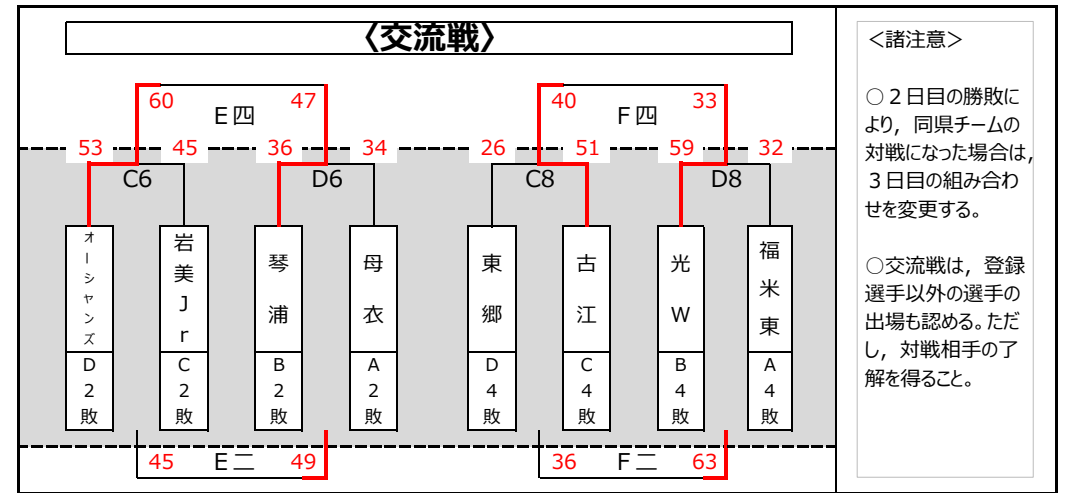 〈交流戦〉
60 E四 47
40 F四 33
53 45 36 34 26 51 59 32
C6 D6 C8 D8
オーシャンズ
岩美Jr
琴浦
母衣
東郷
古江
光W
福米東
D2敗
C2敗
B2敗
A2敗
D4敗
C4敗
B4敗
A4敗
45 E二 49
36 F二 63
＜諸注意＞
○２日目の勝敗に
より，同県チームの
対戦になった場合は，
３日目の組み合わ
せを変更する。
○交流戦は，登録
選手以外の選手の
出場も認める。ただ
し，対戦相手の了
解を得ること。